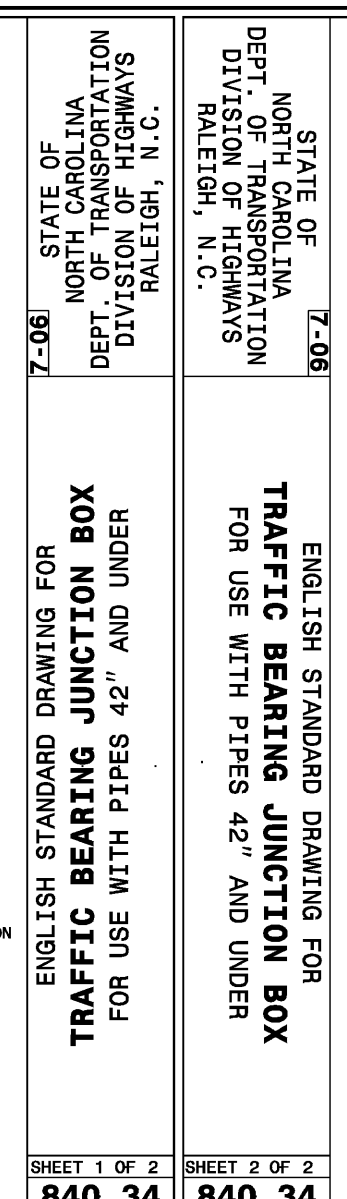 STATE OF
NORTH CAROLINA
DEPT. OF TRANSPORTATION
DIVISION OF HIGHWAYS
RALEIGH, N.C.
7-06
ENGLISH STANDARD DRAWING FOR
TRAFFIC BEARING JUNCTION BOX
FOR USE WITH PIPES 42" AND UNDER
SHEET 1 OF 2
840.34
STATE OF
NORTH CAROLINA
DEPT. OF TRANSPORTATION
DIVISION OF HIGHWAYS
RALEIGH, N.C.
7-06
ENGLISH STANDARD DRAWING FOR
TRAFFIC BEARING JUNCTION BOX
FOR USE WITH PIPES 42" AND UNDER
SHEET 2 OF 2
840.34